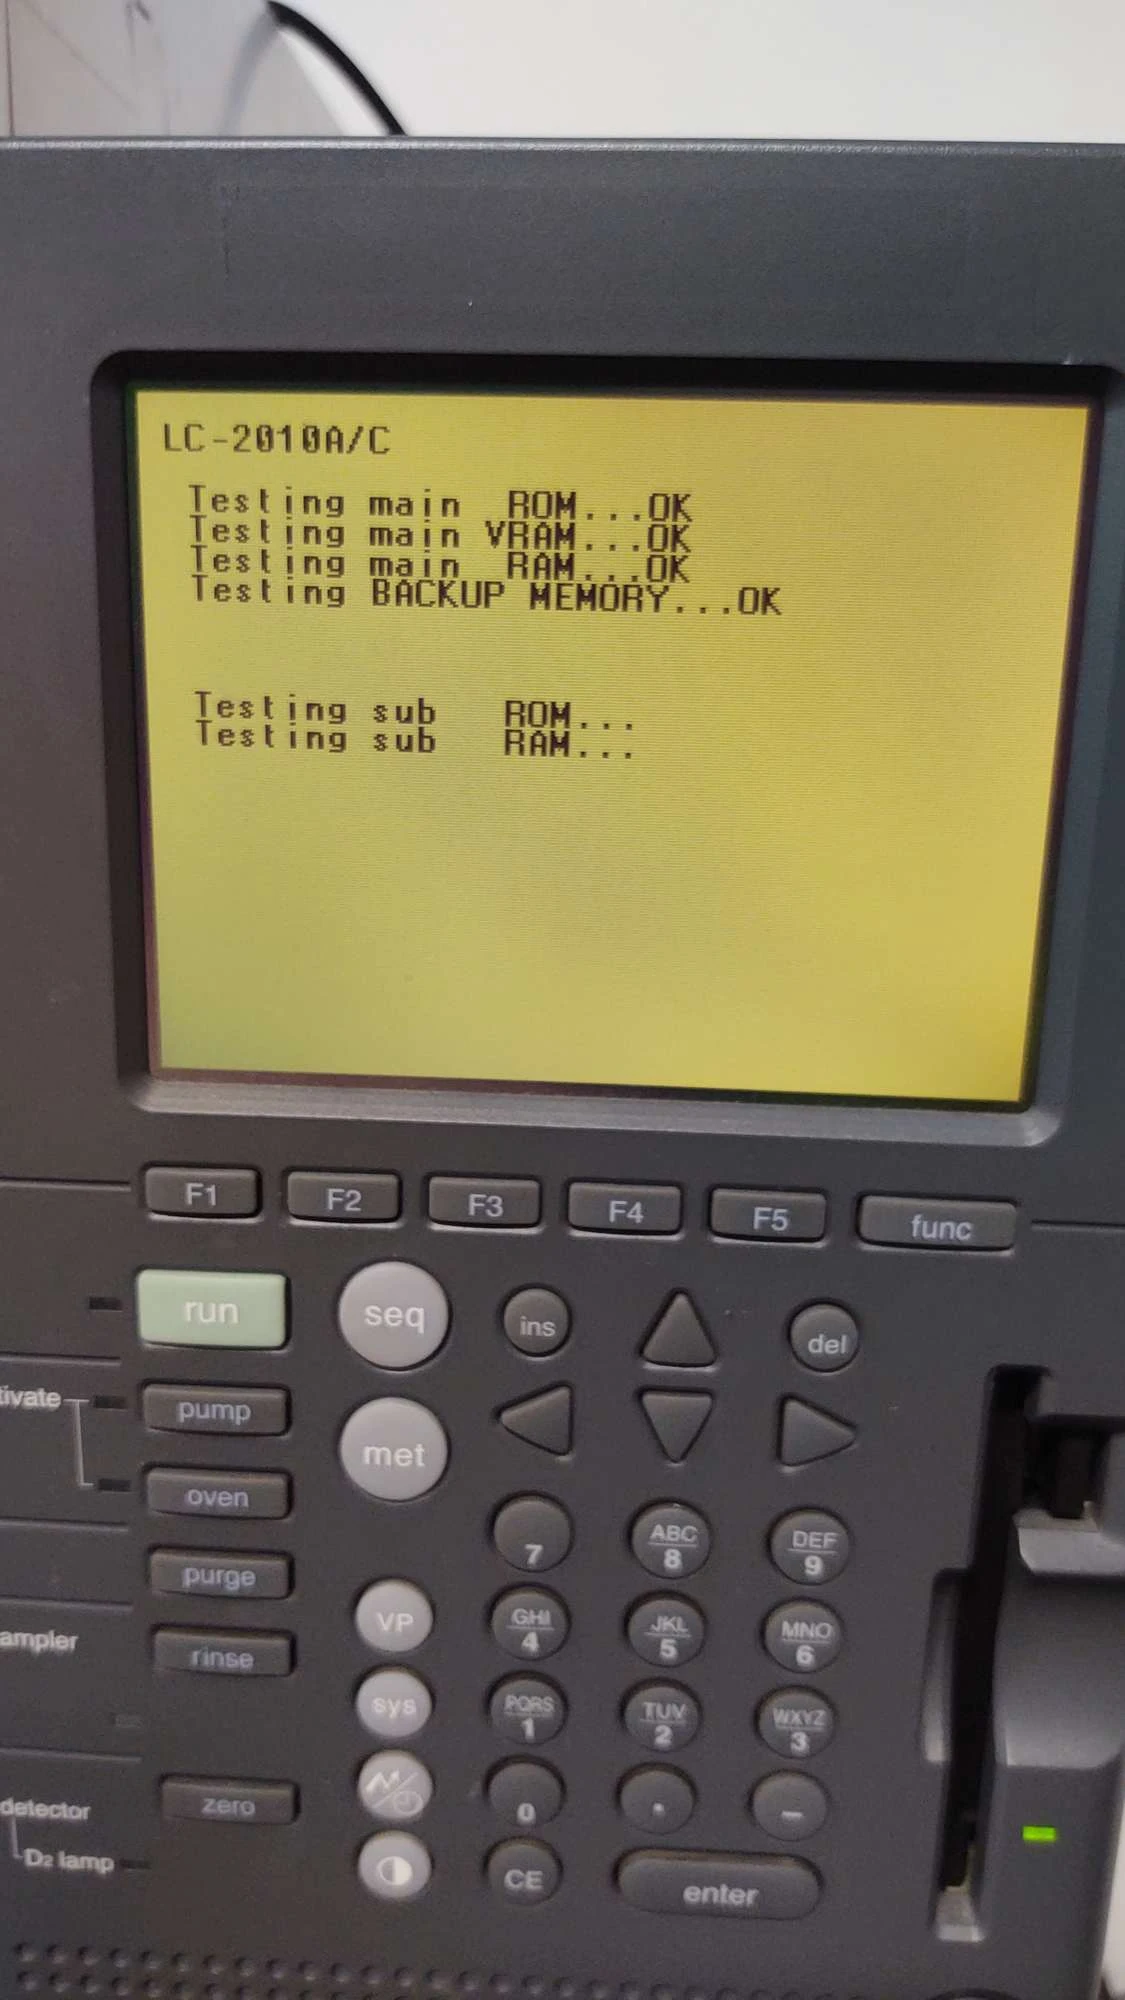 LC-2010A/C
Testing main ROM...OK
Testing main VRAM...OK
Testing main RAM...OK
Testing BACKUP MEMORY...OK
Testing sub ROM...
Testing sub RAM...
F1 F2 F3 F4 F5 func
run seq ins del
tivate pump met
oven
7 ABC 8 DEF 9
purge
VP GHI 4 JKL 5 MNO 6
ampler rinse
sys PQRS 1 TUV 2 WXYZ 3
zero 0 . -
detector
D2 lamp
CE enter